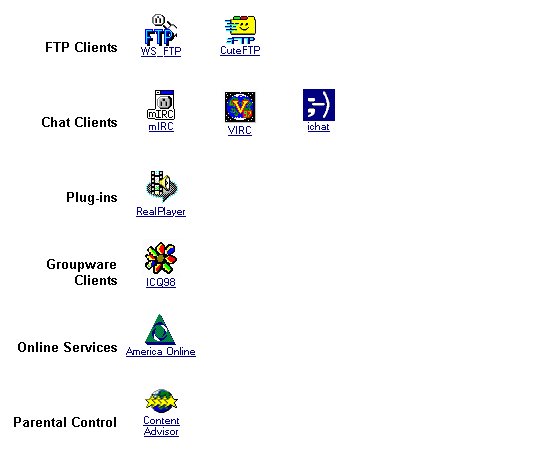 FTP Clients
FTP
WS_FTP
FTP
CuteFTP
Chat Clients
mIRC
mIRC
V
VIRC
;-)
ichat
Plug-ins
RealPlayer
Groupware
Clients
ICQ98
Online Services
America Online
Parental Control
Content
Advisor